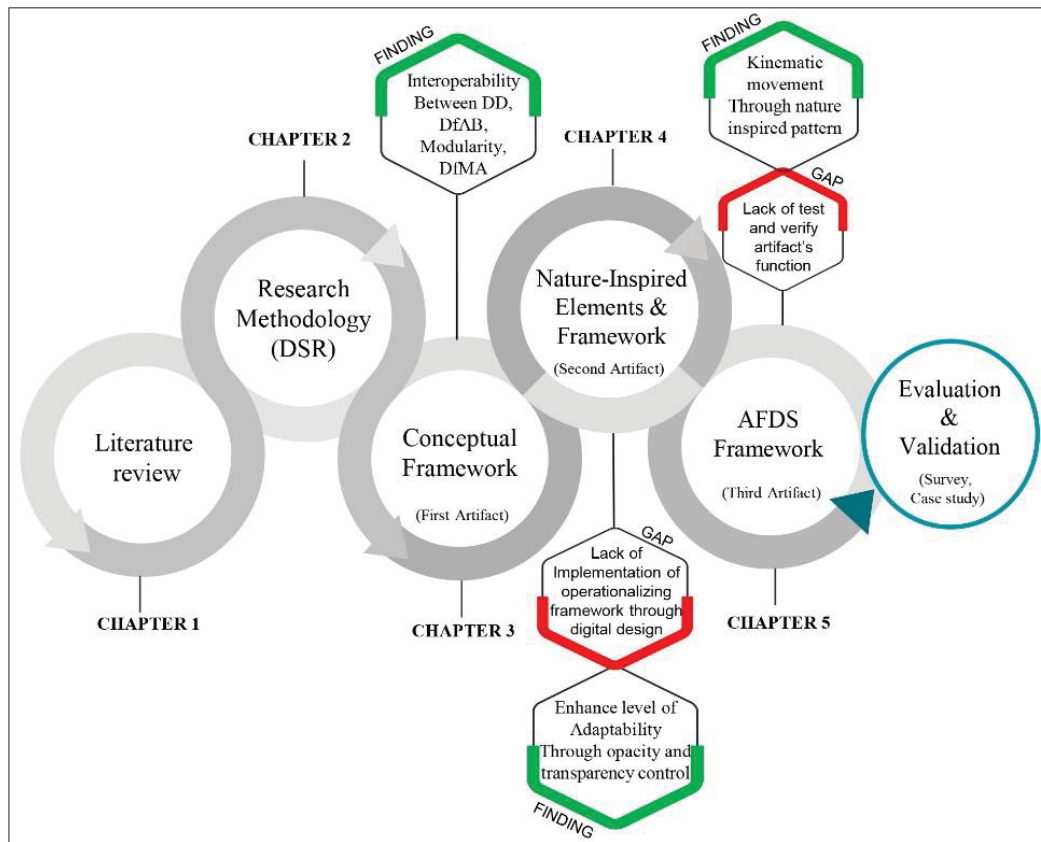 FINDING
Interoperability
Between DD,
DfAB,
Modularity,
DfMA
FINDING
Kinematic
movement
Through nature
inspired pattern
GAP
Lack of test
and verify
artifact's
function
CHAPTER 2
CHAPTER 4
Research
Methodology
(DSR)
Nature-Inspired
Elements &
Framework
(Second Artifact)
Literature
review
Conceptual
Framework
(First Artifact)
AFDS
Framework
(Third Artifact)
Evaluation
&
Validation
(Survey,
Case study)
CHAPTER 1
CHAPTER 3
CHAPTER 5
GAP
Lack of
Implementation of
operationalizing
framework through
digital design
Enhance level of
Adaptability
Through opacity and
transparency control
FINDING